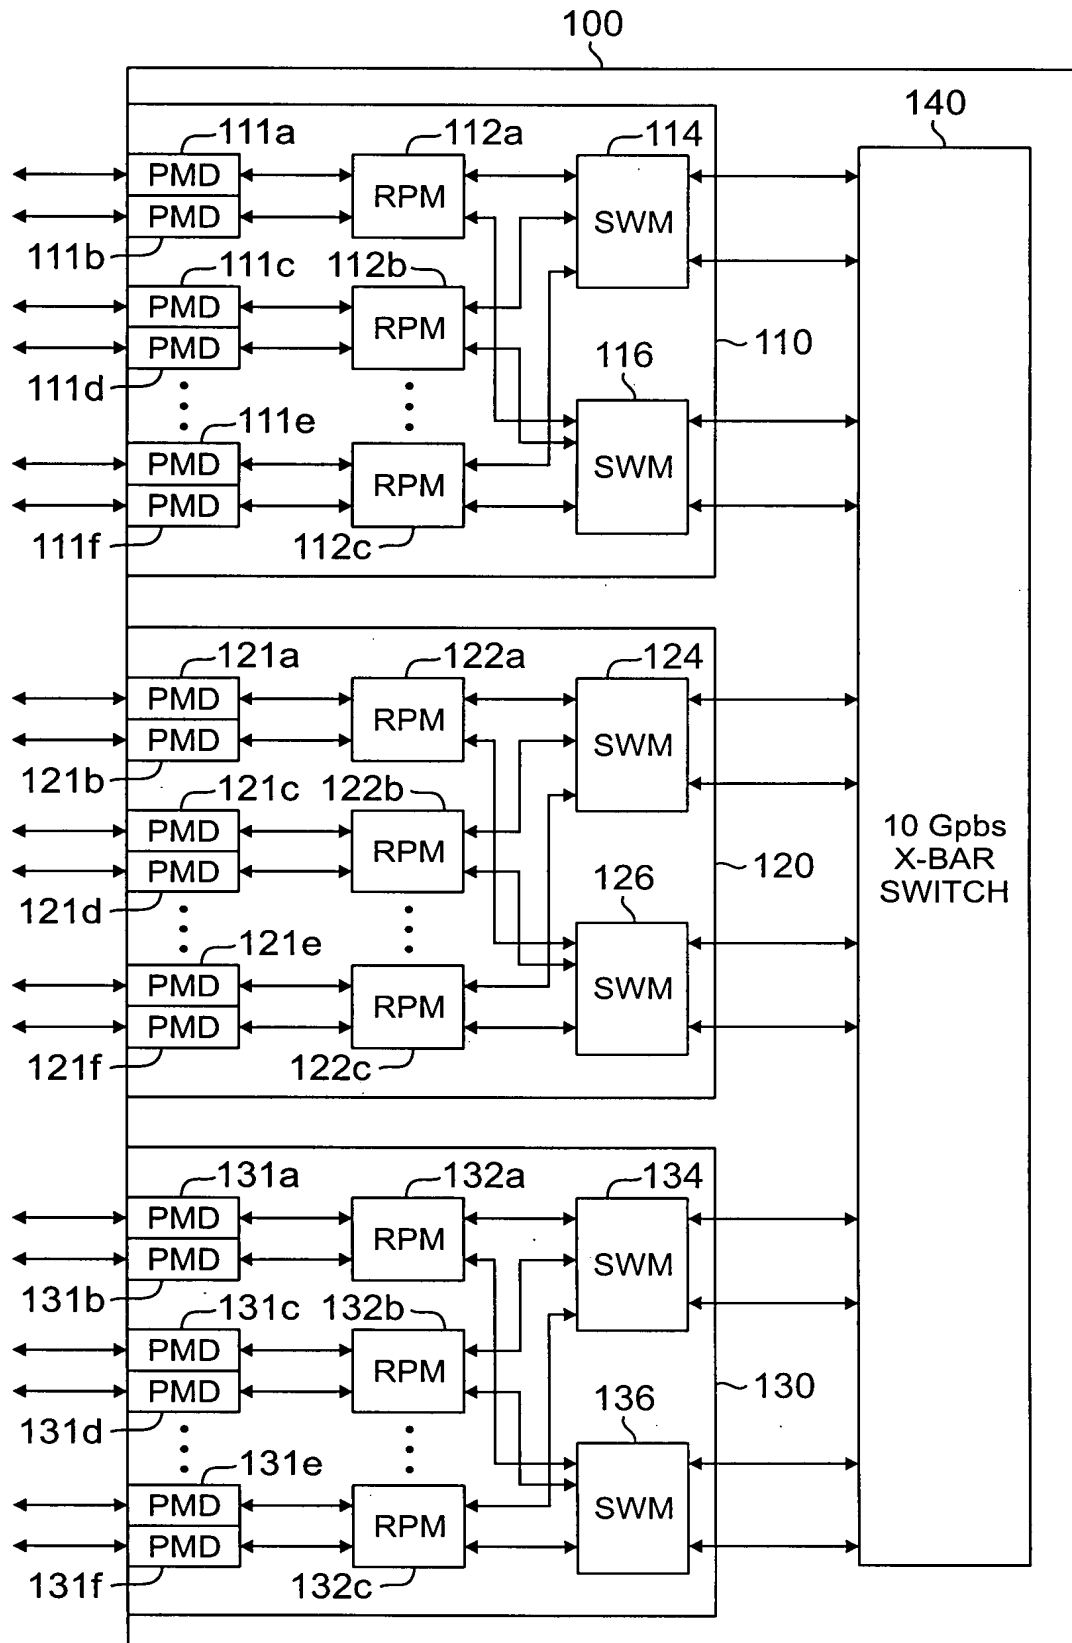 100
140
111a
112a
114
PMD
RPM
SWM
PMD
111b
111c
112b
PMD
RPM
PMD
110
111d
116
111e
PMD
RPM
SWM
PMD
111f
112c
121a
122a
124
PMD
RPM
SWM
PMD
121b
121c
122b
PMD
RPM
10 Gpbs
X-BAR
SWITCH
PMD
120
121d
126
121e
PMD
RPM
SWM
PMD
121f
122c
131a
132a
134
PMD
RPM
SWM
PMD
131b
131c
132b
PMD
RPM
PMD
130
131d
136
131e
PMD
RPM
SWM
PMD
131f
132c